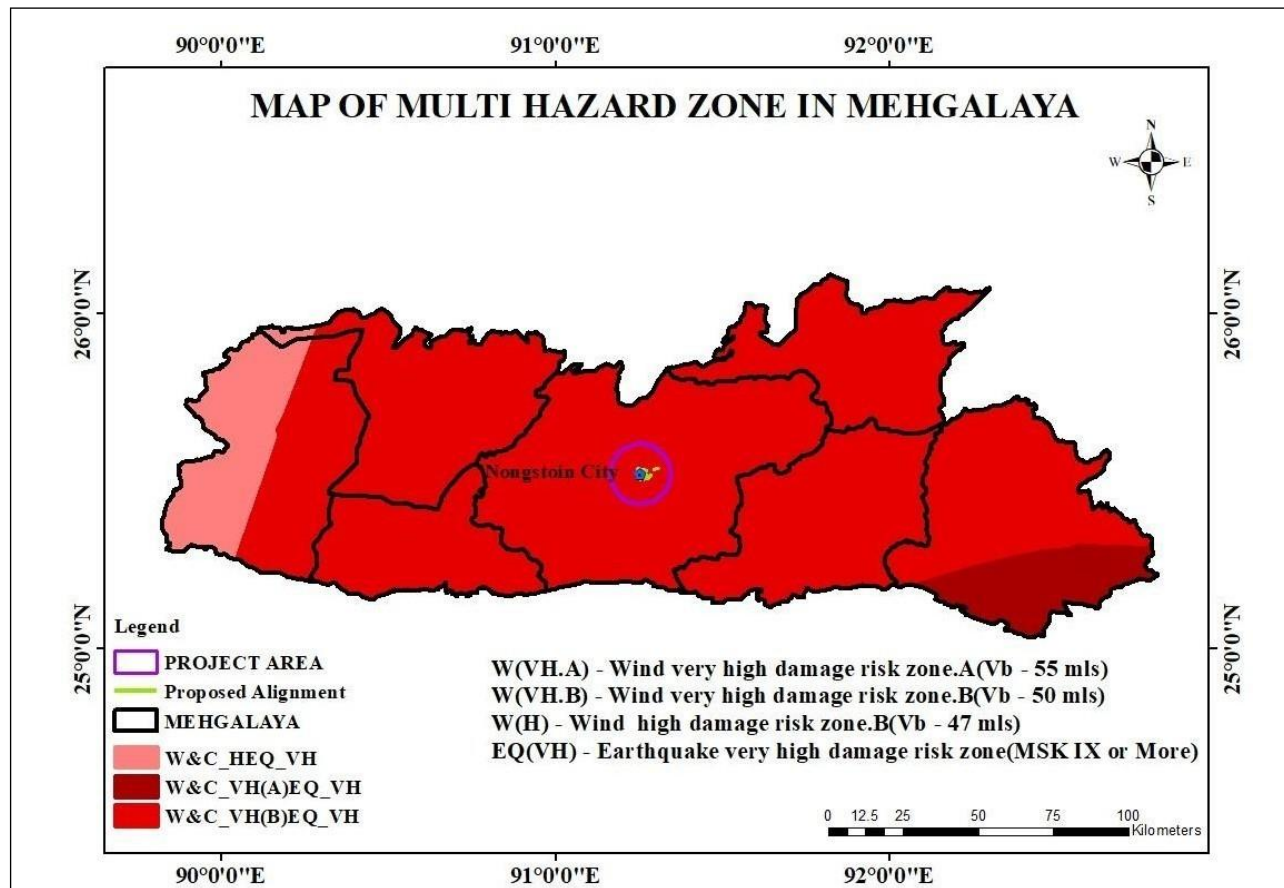 90°0'0"E 91°0'0"E 92°0'0"E
MAP OF MULTI HAZARD ZONE IN MEHGALAYA
N
W E
S
26°0'0"N 26°0'0"N
Nongstoin City
25°0'0"N 25°0'0"N
Legend
PROJECT AREA
Proposed Alignment
MEHGALAYA
W&C_HEQ_VH
W&C_VH(A)EQ_VH
W&C_VH(B)EQ_VH
W(VH.A) - Wind very high damage risk zone.A(Vb - 55 mls)
W(VH.B) - Wind very high damage risk zone.B(Vb - 50 mls)
W(H) - Wind high damage risk zone.B(Vb - 47 mls)
EQ(VH) - Earthquake very high damage risk zone(MSK IX or More)
0 12.5 25 50 75 100
Kilometers
90°0'0"E 91°0'0"E 92°0'0"E